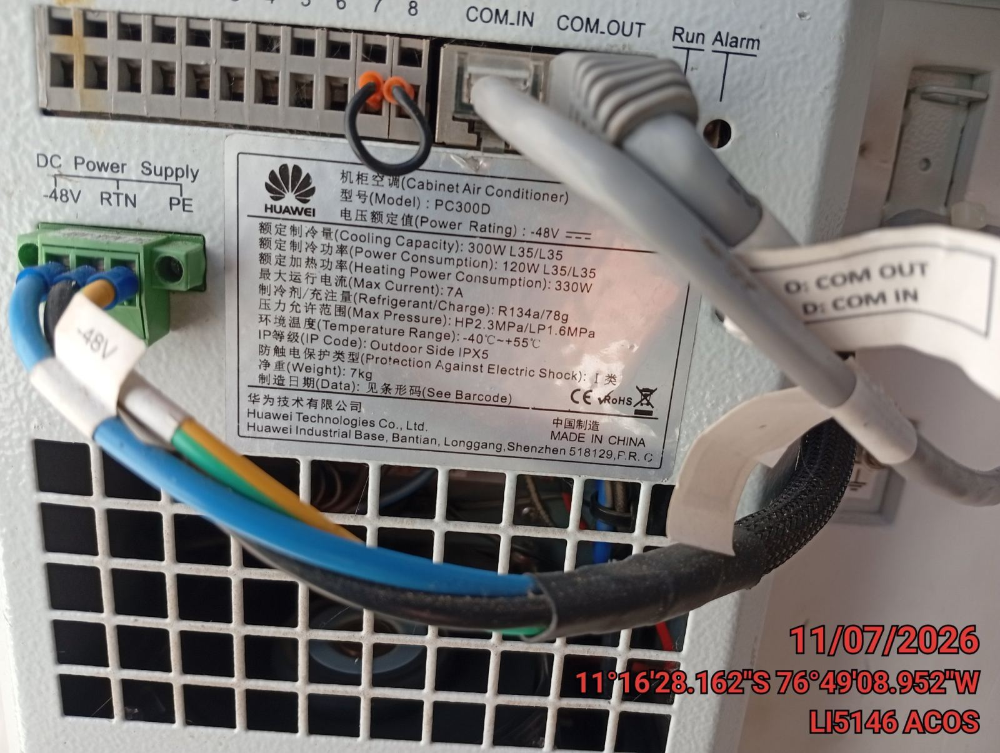 5 6 7 8
COM_IN COM_OUT
Run Alarm
DC Power Supply
-48V RTN PE
HUAWEI
机柜空调(Cabinet Air Conditioner)
型号(Model) : PC300D
电压额定值(Power Rating) : -48V
额定制冷量(Cooling Capacity): 300W L35/L35
额定制冷功率(Power Consumption): 120W L35/L35
额定加热功率(Heating Power Consumption): 330W
最大运行电流(Max Current): 7A
制冷剂/充注量(Refrigerant/Charge): R134a/78g
压力允许范围(Max Pressure): HP2.3MPa/LP1.6MPa
环境温度(Temperature Range): -40℃~+55℃
IP等级(IP Code): Outdoor Side IPX5
防触电保护类型(Protection Against Electric Shock): I 类
净重(Weight): 7kg
制造日期(Data): 见条形码(See Barcode)
CE RoHS
华为技术有限公司
Huawei Technologies Co., Ltd.
Huawei Industrial Base, Bantian, Longgang,Shenzhen 518129,P.R. C
中国制造
MADE IN CHINA
-48V
O: COM OUT
D: COM IN
11/07/2026
11°16'28.162"S 76°49'08.952"W
LI5146 ACOS